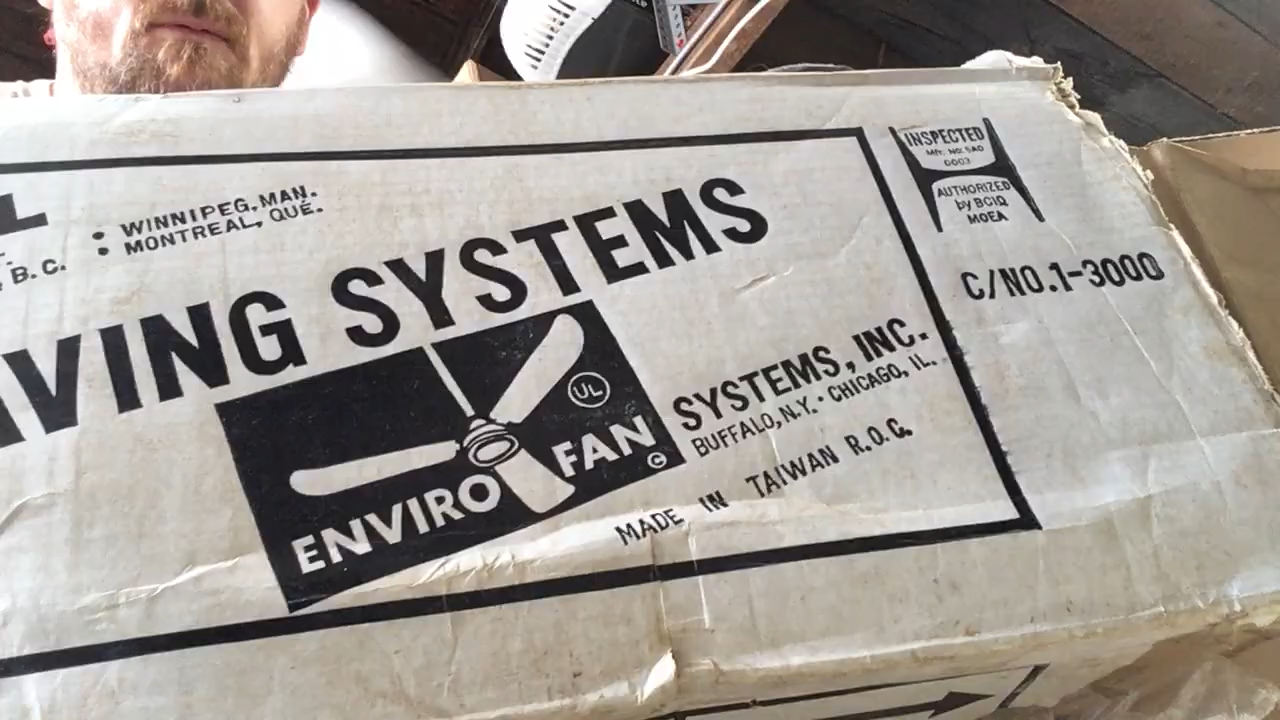 L
: WINNIPEG, MAN.
: MONTREAL, QUE.
, B.C.
VING SYSTEMS
UL
ENVIRO FAN ©
SYSTEMS, INC.
BUFFALO, N.Y. · CHICAGO, IL.
MADE IN TAIWAN R.O.C.
INSPECTED
Mfr. NO. SAO
0003
AUTHORIZED
by BCIQ
MOEA
C/NO.1-3000